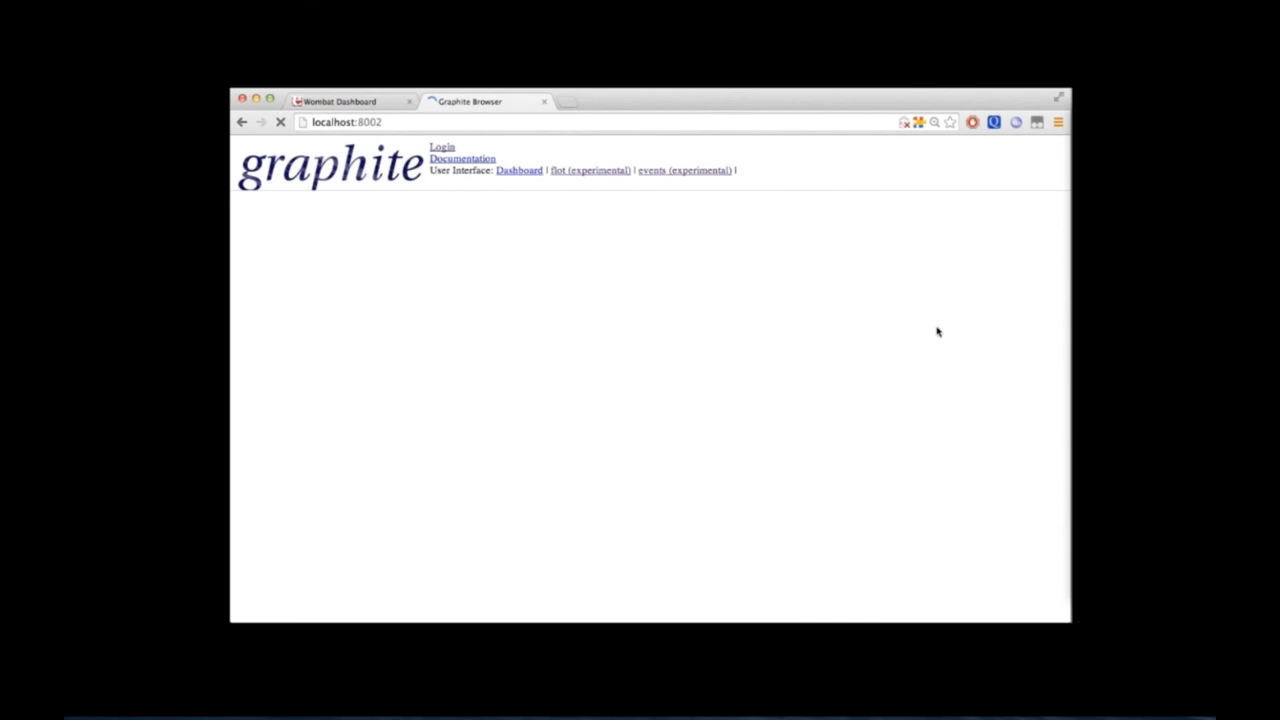 Wombat Dashboard
Graphite Browser
localhost:8002
graphite
Login
Documentation
User Interface: Dashboard | flot (experimental) | events (experimental) |